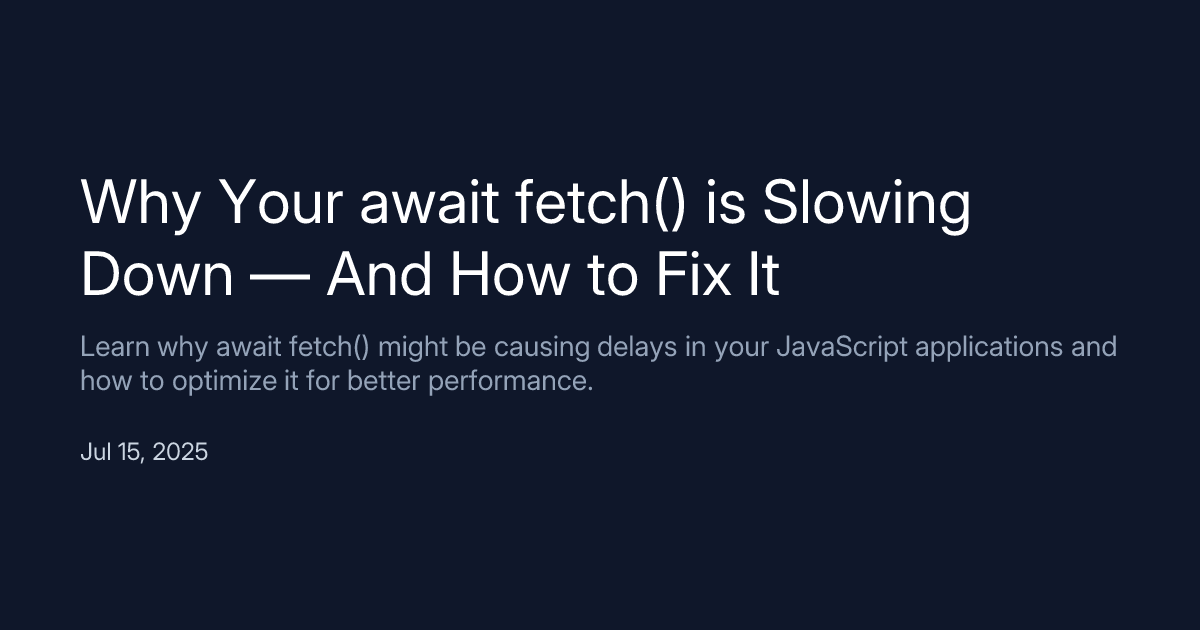 Why Your await fetch() is Slowing
Down — And How to Fix It
Learn why await fetch() might be causing delays in your JavaScript applications and
how to optimize it for better performance.
Jul 15, 2025